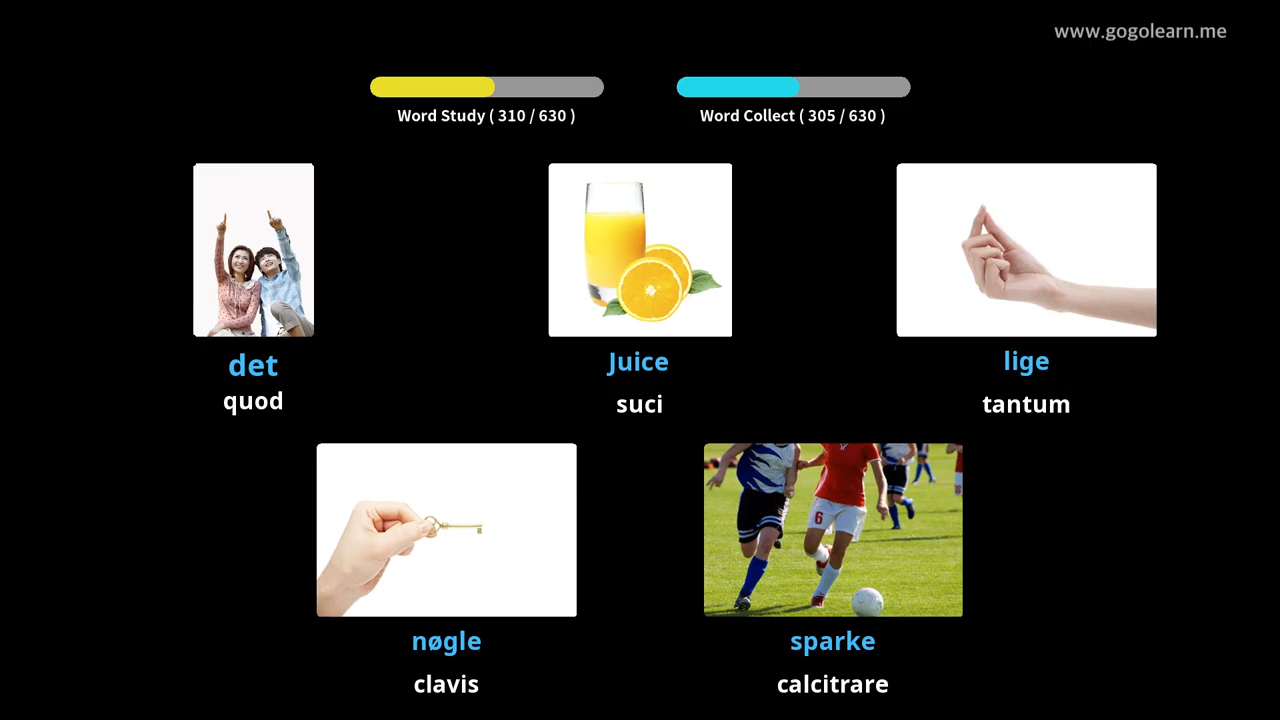 www.gogolearn.me
Word Study ( 310 / 630 )
Word Collect ( 305 / 630 )
det
quod
Juice
suci
lige
tantum
6
nøgle
clavis
sparke
calcitrare